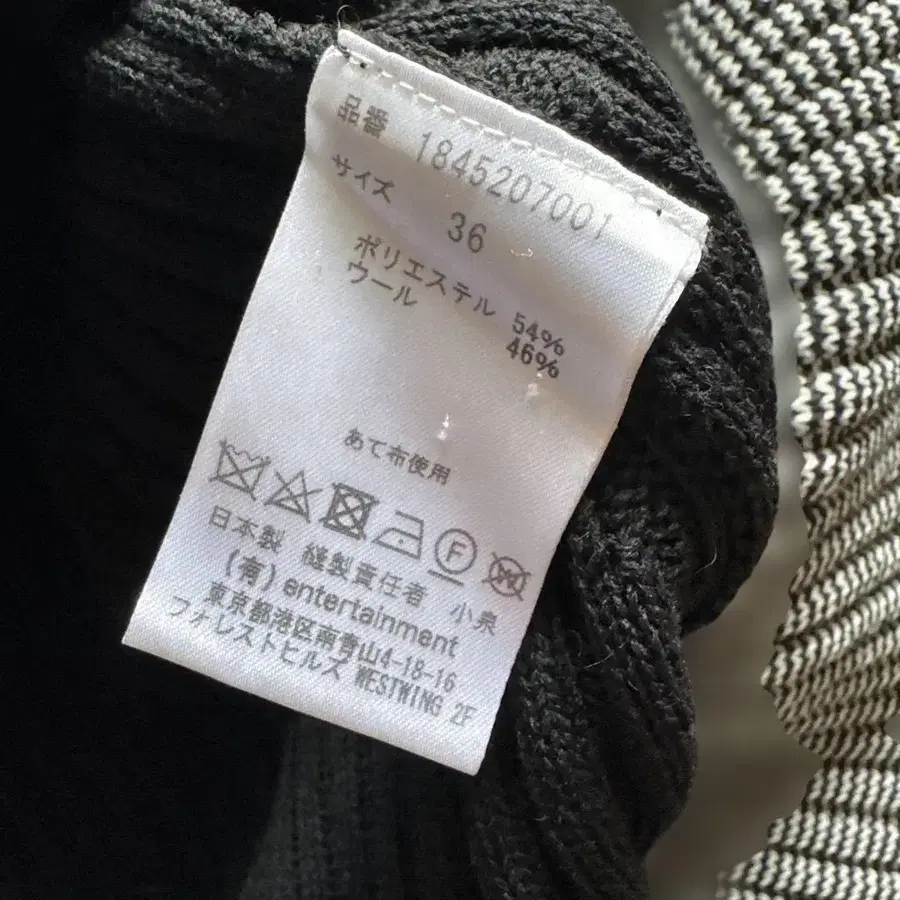 品番 1845207001
サイズ 36
ポリエステル 54%
ウール 46%
あて布使用
F W
日本製 縫製責任者 小泉
(有) entertainment
東京都港区南青山4-18-16
フォレストヒルズ WESTWING 2F